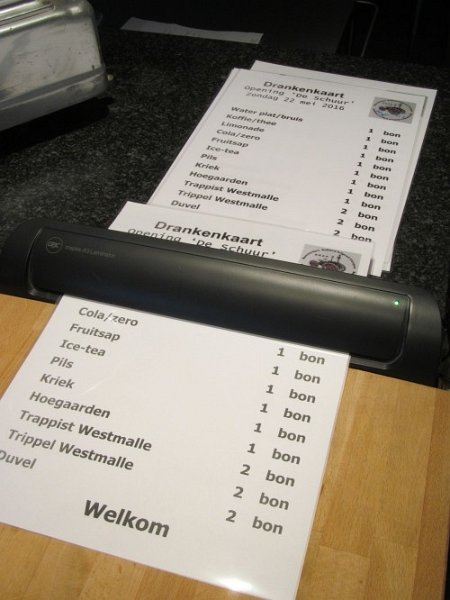 Drankenkaart
Opening 'De Schuur'
Zondag 22 mei 2016
Water plat/bruis 1 bon
Koffie/thee 1 bon
Limonade 1 bon
Cola/zero 1 bon
Fruitsap 1 bon
Ice-tea 1 bon
Pils 1 bon
Kriek 1 bon
Hoegaarden 2 bon
Trappist Westmalle 2 bon
Trippel Westmalle 2 bon
Duvel
Drankenkaart
Opening 'De Schuur'
Cola/zero 1 bon
Fruitsap 1 bon
Ice-tea 1 bon
Pils 1 bon
Kriek 1 bon
Hoegaarden 1 bon
Trappist Westmalle 2 bon
Trippel Westmalle 2 bon
Duvel 2 bon
Welkom